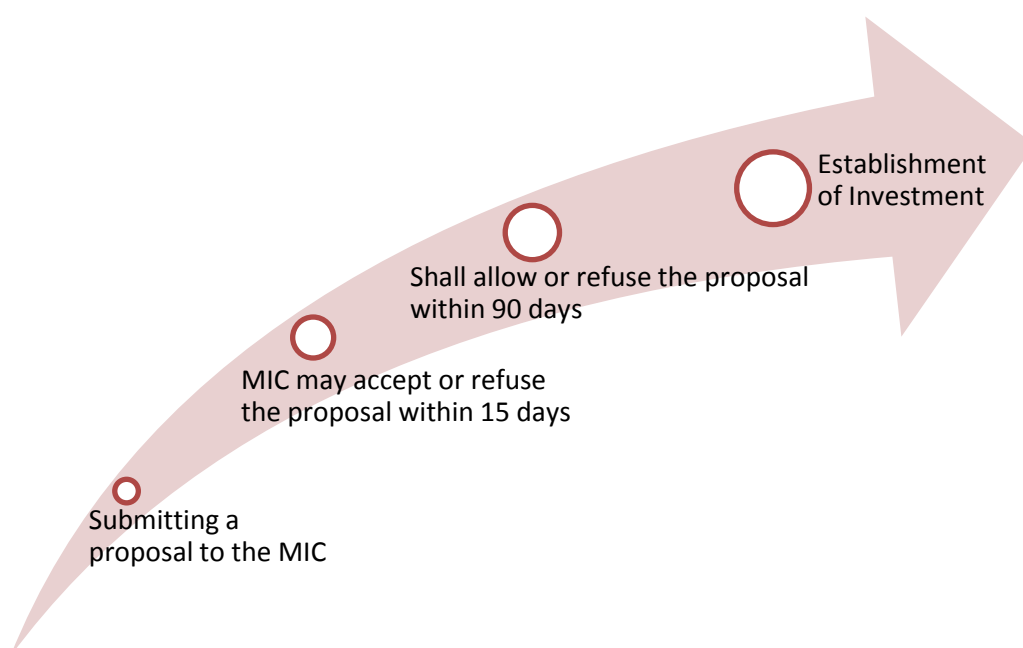 Establishment
of Investment
Shall allow or refuse the proposal
within 90 days
MIC may accept or refuse
the proposal within 15 days
Submitting a
proposal to the MIC